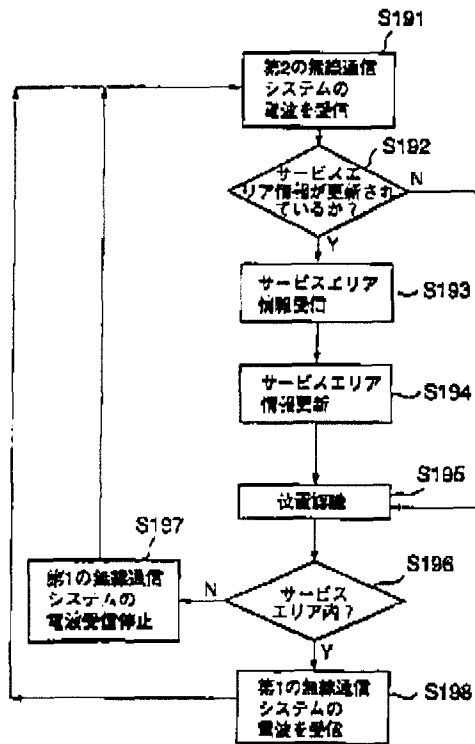 S191
第2の無線通信
システムの
電波を受信
S192
サービスエ
リア情報が更新され
ているか?
N
Y
サービスエリア
情報受信
S193
サービスエリア
情報更新
S194
S195
位置認識
S196
サービス
エリア内?
N
Y
S197
第1の無線通信
システムの
電波受信停止
第1の無線通信
システムの
電波を受信
S198